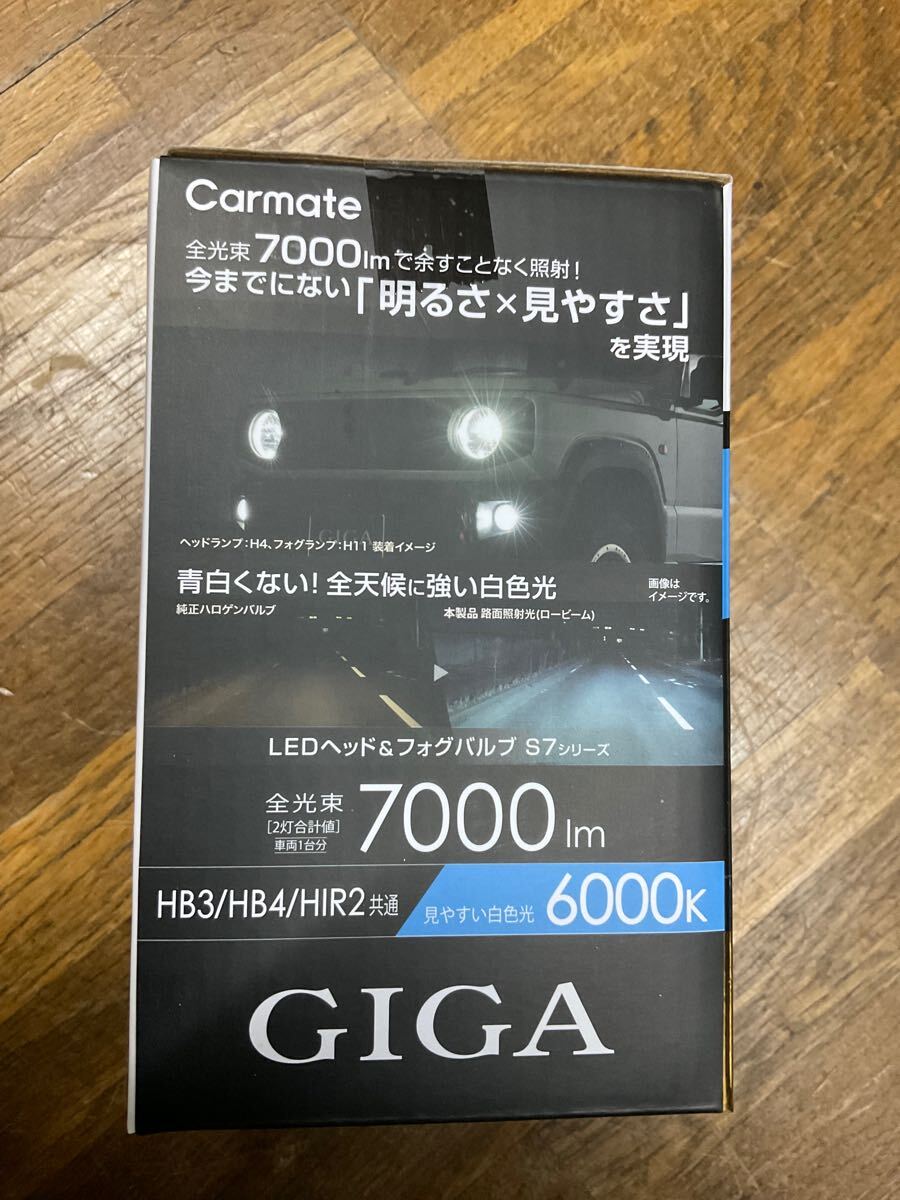 Carmate
全光束7000lmで余すことなく照射!
今までにない「明るさ×見やすさ」
を実現
GIGA
ヘッドランプ:H4、フォグランプ:H11 装着イメージ
青白くない!全天候に強い白色光
画像は
イメージです。
純正ハロゲンバルブ
本製品 路面照射光(ロービーム)
LEDヘッド&フォグバルブ S7シリーズ
全光束
[2灯合計値]
車両1台分
7000lm
HB3/HB4/HIR2共通
見やすい白色光 6000K
GIGA